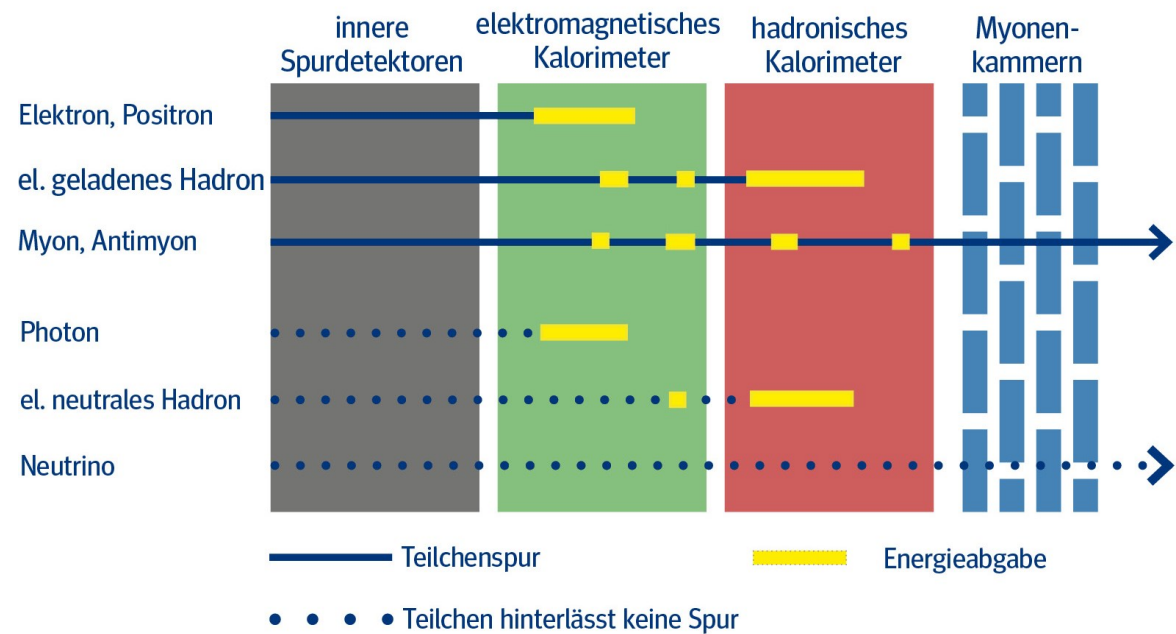 innere
Spurdetektoren
elektromagnetisches
Kalorimeter
hadronisches
Kalorimeter
Myonen-
kammern
Elektron, Positron
el. geladenes Hadron
Myon, Antimyon
Photon
el. neutrales Hadron
Neutrino
Teilchenspur
Energieabgabe
Teilchen hinterlässt keine Spur